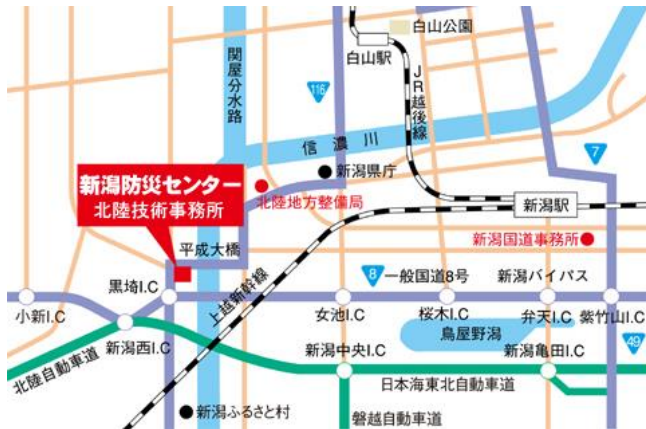 白山公園
白山駅
関屋分水路
116
JR越後線
信濃川
7
新潟県庁
新潟防災センター
北陸技術事務所
北陸地方整備局
新潟駅
新潟国道事務所
平成大橋
黒埼I.C
上越新幹線
8
一般国道8号
新潟バイパス
小新I.C
新潟西I.C
女池I.C
桜木I.C
弁天I.C
紫竹山I.C
鳥屋野潟
49
新潟中央I.C
新潟亀田I.C
北陸自動車道
日本海東北自動車道
新潟ふるさと村
磐越自動車道